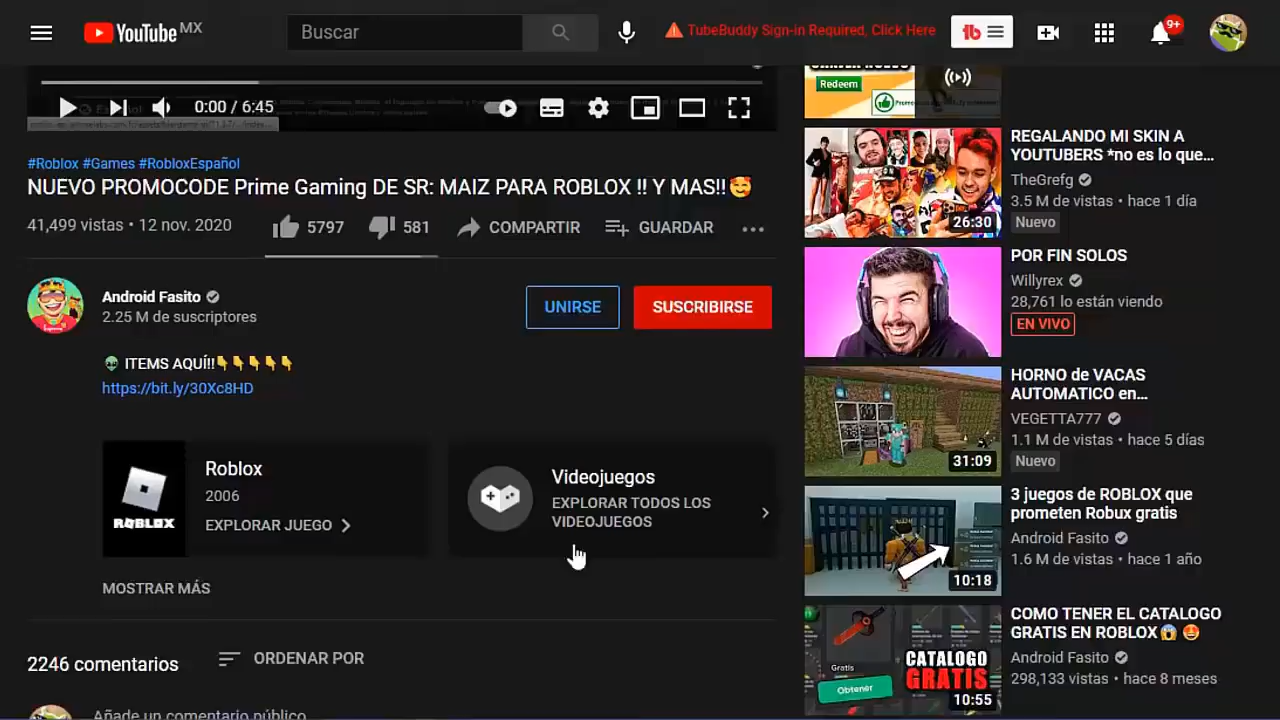 YouTube MX
Buscar
TubeBuddy Sign-in Required, Click Here
tb
9+
0:00 / 6:45
#Roblox #Games #RobloxEspañol
NUEVO PROMOCODE Prime Gaming DE SR: MAIZ PARA ROBLOX !! Y MAS!!🥰
41,499 vistas • 12 nov. 2020
5797
581
COMPARTIR
GUARDAR
Android Fasito
2.25 M de suscriptores
UNIRSE
SUSCRIBIRSE
👽 ITEMS AQUÍ!!👇👇👇👇👇
https://bit.ly/30Xc8HD
ROBLOX
Roblox
2006
EXPLORAR JUEGO
Videojuegos
EXPLORAR TODOS LOS
VIDEOJUEGOS
MOSTRAR MÁS
2246 comentarios
ORDENAR POR
Añade un comentario público
Redeem
26:30
REGALANDO MI SKIN A
YOUTUBERS *no es lo que...
TheGrefg
3.5 M de vistas • hace 1 día
Nuevo
POR FIN SOLOS
Willyrex
28,761 lo están viendo
EN VIVO
31:09
HORNO de VACAS
AUTOMATICO en...
VEGETTA777
1.1 M de vistas • hace 5 días
Nuevo
10:18
3 juegos de ROBLOX que
prometen Robux gratis
Android Fasito
1.6 M de vistas • hace 1 año
Gratis
Obtener
CATALOGO
GRATIS
10:55
COMO TENER EL CATALOGO
GRATIS EN ROBLOX😱🤩
Android Fasito
298,133 vistas • hace 8 meses